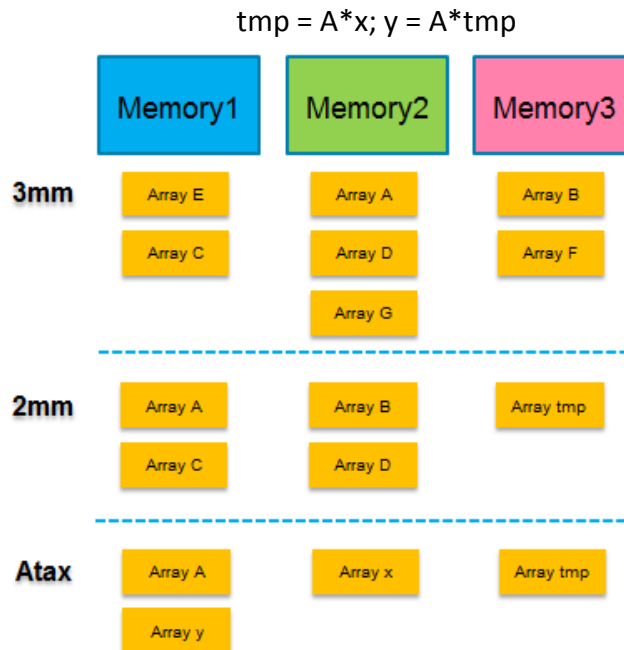 tmp = A*x; y = A*tmp
Memory1 Memory2 Memory3
3mm Array E Array A Array B
Array C Array D Array F
Array G
2mm Array A Array B Array tmp
Array C Array D
Atax Array A Array x Array tmp
Array y